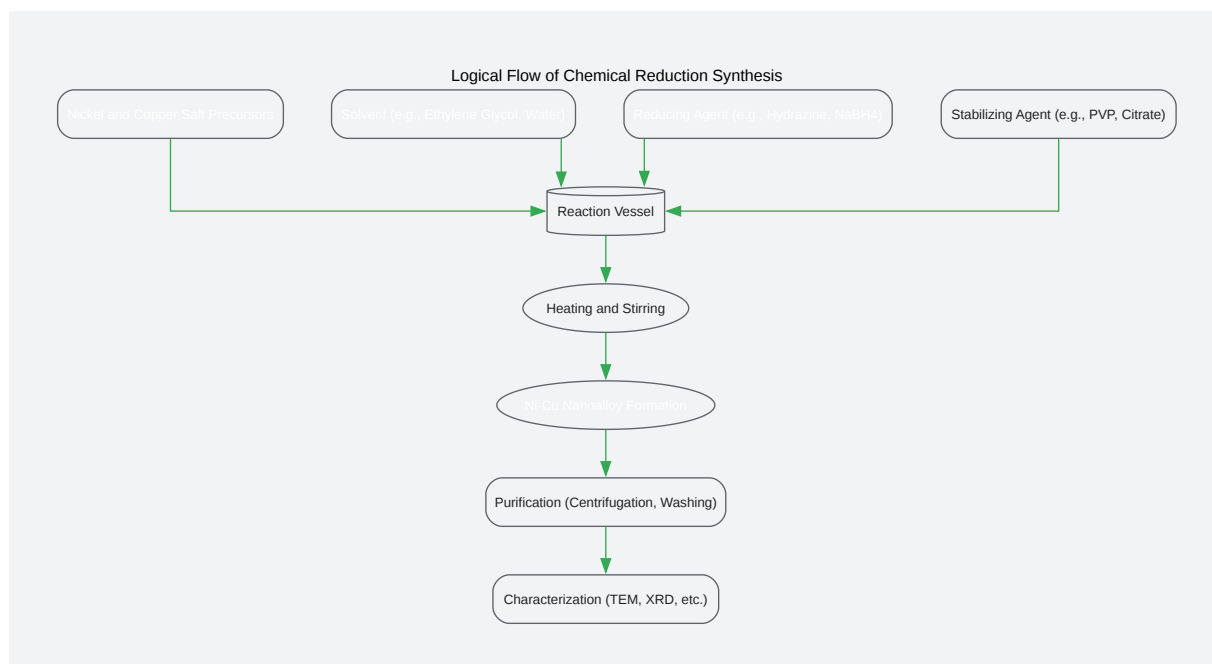 Logical Flow of Chemical Reduction Synthesis
Nickel and Copper Salt Precursors
Solvent (e.g., Ethylene Glycol, Water)
Reducing Agent (e.g., Hydrazine, NaBH4)
Stabilizing Agent (e.g., PVP, Citrate)
Reaction Vessel
Heating and Stirring
Ni-Cu Nanoalloy Formation
Purification (Centrifugation, Washing)
Characterization (TEM, XRD, etc.)